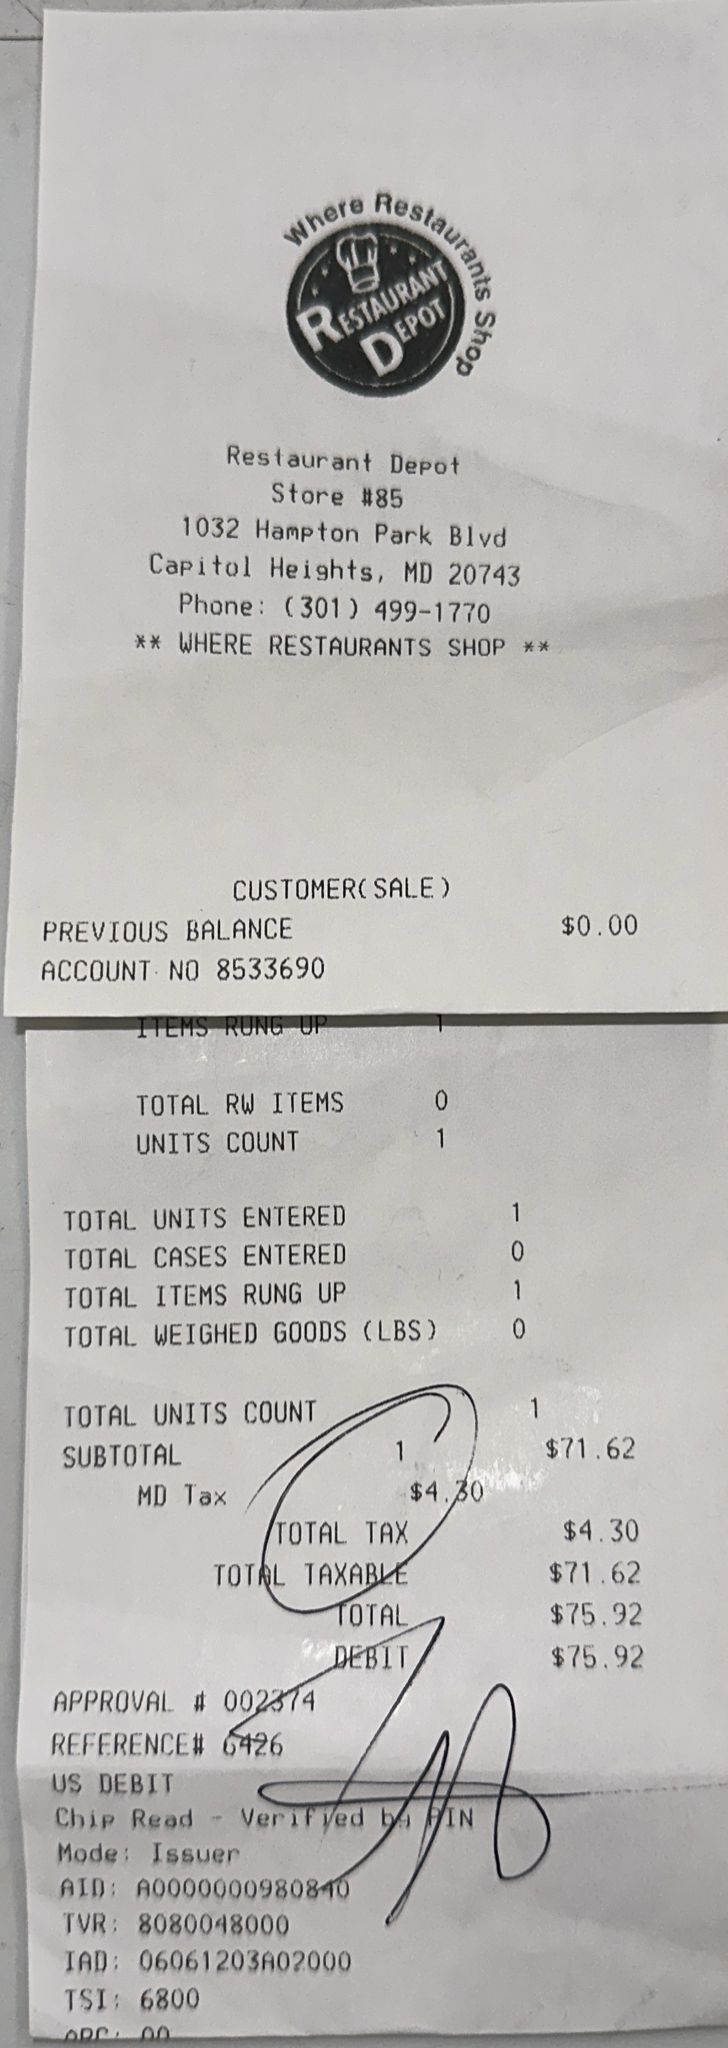 Where Restaurants Shop
RESTAURANT
DEPOT
Restaurant Depot
Store #85
1032 Hampton Park Blvd
Capitol Heights, MD 20743
Phone: (301) 499-1770
** WHERE RESTAURANTS SHOP **
CUSTOMER(SALE)
PREVIOUS BALANCE $0.00
ACCOUNT NO 8533690
ITEMS RUNG UP 1
TOTAL RW ITEMS 0
UNITS COUNT 1
TOTAL UNITS ENTERED 1
TOTAL CASES ENTERED 0
TOTAL ITEMS RUNG UP 1
TOTAL WEIGHED GOODS (LBS) 0
TOTAL UNITS COUNT 1
SUBTOTAL 1 $71.62
MD Tax $4.30
TOTAL TAX $4.30
TOTAL TAXABLE $71.62
TOTAL $75.92
DEBIT $75.92
APPROVAL # 002374
REFERENCE# 6426
US DEBIT
Chip Read - Verified by PIN
Mode: Issuer
AID: A0000000980840
TVR: 8080048000
IAD: 06061203A02000
TSI: 6800
ARC: 00